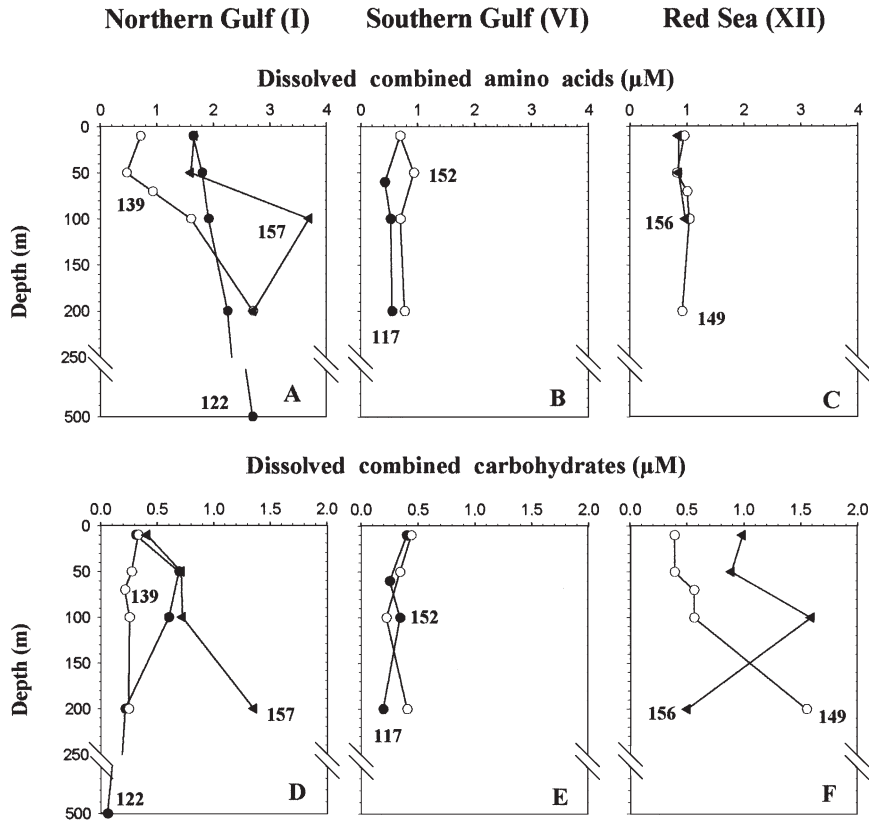 Northern Gulf (I) Southern Gulf (VI) Red Sea (XII)
Dissolved combined amino acids (µM)
0 1 2 3 4 0 1 2 3 4 0 1 2 3 4
0
50
100
150
200
250
500
Depth (m)
139
157
122
A
152
117
B
156
149
C
Dissolved combined carbohydrates (µM)
0.0 0.5 1.0 1.5 2.0 0.0 0.5 1.0 1.5 2.0 0.0 0.5 1.0 1.5 2.0
0
50
100
150
200
250
500
Depth (m)
139
157
122
D
152
117
E
156
149
F